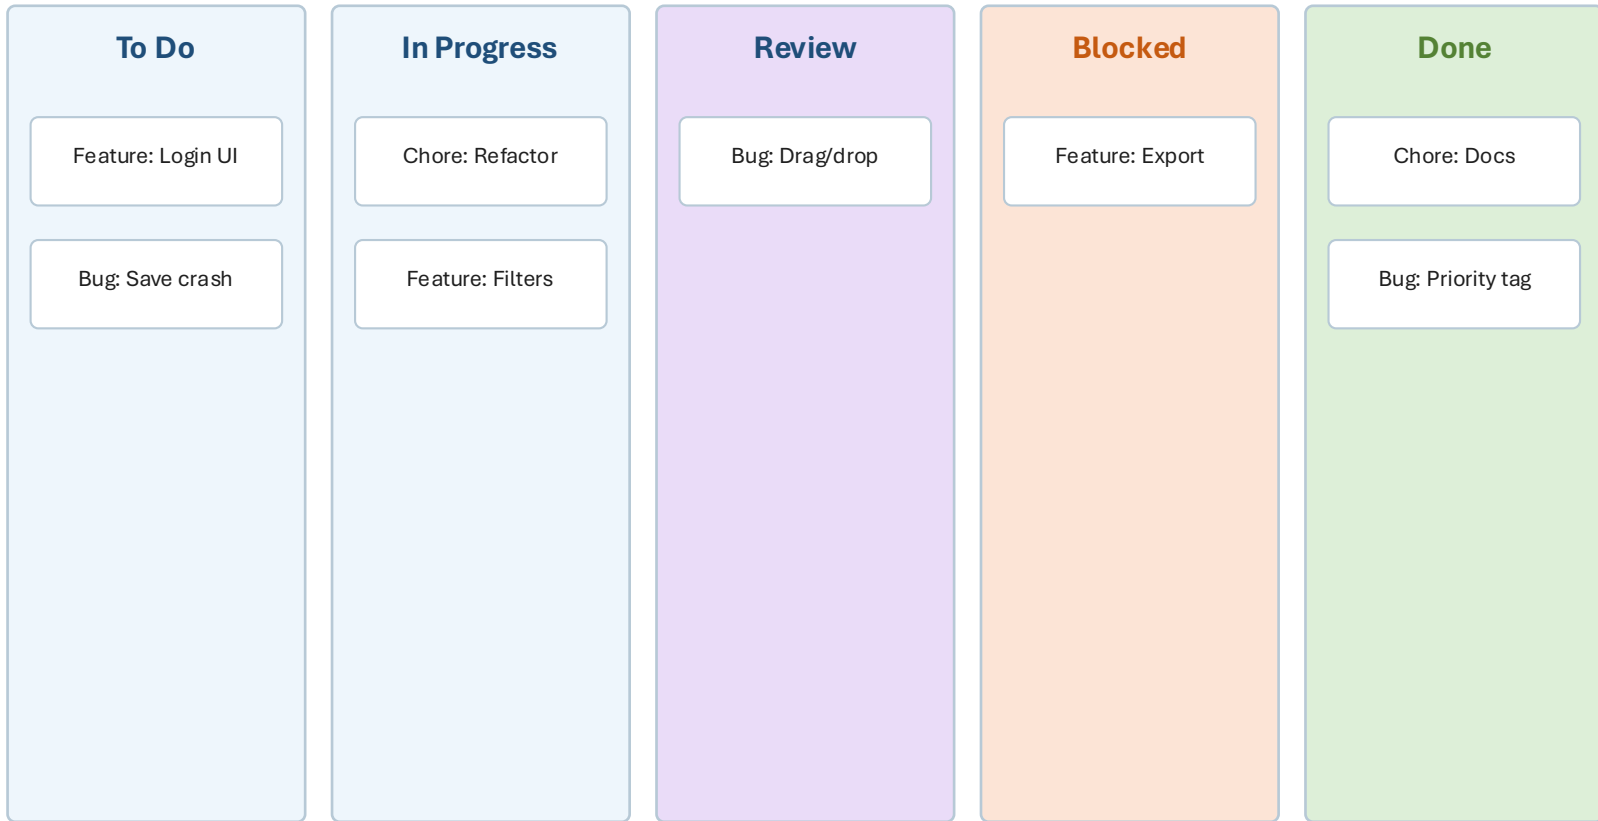 To Do
Feature: Login UI
Bug: Save crash
In Progress
Chore: Refactor
Feature: Filters
Review
Bug: Drag/drop
Blocked
Feature: Export
Done
Chore: Docs
Bug: Priority tag